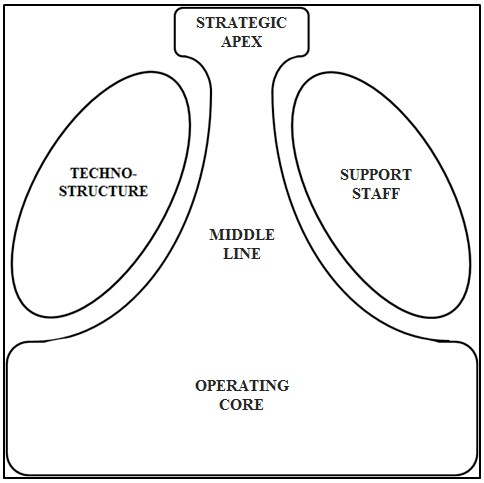 STRATEGIC
APEX
TECHNO-
STRUCTURE
SUPPORT
STAFF
MIDDLE
LINE
OPERATING
CORE